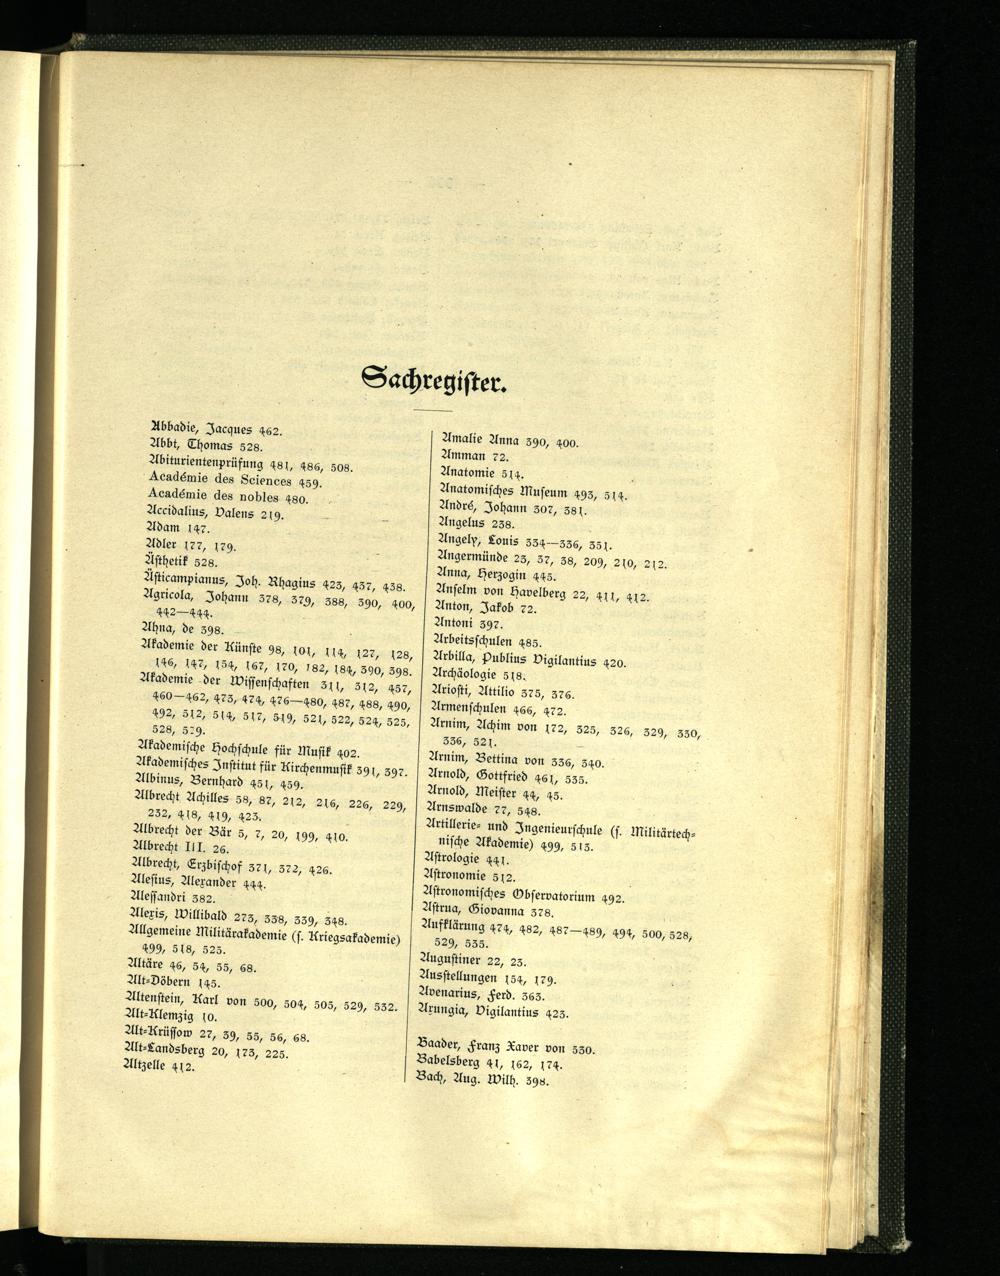 Sachregister.
Abbadie, Jacques 462.
Abbt, Thomas 528.
Abiturientenprüfung 481, 486, 508.
Académie des Sciences 459.
Académie des nobles 480.
Accidalius, Valens 219.
Adam 147.
Adler 177, 179.
Ästhetik 528.
Ästicampianus, Joh. Rhagius 423, 437, 438.
Agricola, Johann 378, 379, 388, 390, 400,
442—444.
Ahna, de 398.
Akademie der Künste 98, 101, 114, 127, 128,
146, 147, 154, 167, 170, 182, 184, 390, 398.
Akademie der Wissenschaften 311, 312, 457,
460—462, 473, 474, 476—480, 487, 488, 490,
492, 512, 514, 517, 519, 521, 522, 524, 525,
528, 529.
Akademische Hochschule für Musik 402.
Akademisches Institut für Kirchenmusik 391, 397.
Albinus, Bernhard 451, 459.
Albrecht Achilles 58, 87, 212, 216, 226, 229,
232, 418, 419, 423.
Albrecht der Bär 5, 7, 20, 199, 410.
Albrecht III. 26.
Albrecht, Erzbischof 371, 372, 426.
Alesius, Alexander 444.
Alessandri 382.
Alexis, Willibald 273, 338, 339, 348.
Allgemeine Militärakademie (s. Kriegsakademie)
499, 518, 525.
Altäre 46, 54, 55, 68.
Alt-Döbern 145.
Altenstein, Karl von 500, 504, 505, 529, 532.
Alt-Klemzig 10.
Alt-Krüssow 27, 39, 55, 56, 68.
Alt-Landsberg 20, 173, 225.
Altzelle 412.
Amalie Anna 390, 400.
Amman 72.
Anatomie 514.
Anatomisches Museum 493, 514.
André, Johann 307, 381.
Angelus 238.
Angely, Louis 334—336, 351.
Angermünde 23, 37, 38, 209, 210, 212.
Anna, Herzogin 445.
Anselm von Havelberg 22, 411, 412.
Anton, Jakob 72.
Antoni 397.
Arbeitsschulen 485.
Arbilla, Publius Vigilantius 420.
Archäologie 518.
Ariosti, Attilio 375, 376.
Armenschulen 466, 472.
Arnim, Achim von 172, 325, 326, 329, 330,
336, 521.
Arnim, Bettina von 336, 340.
Arnold, Gottfried 461, 535.
Arnold, Meister 44, 45.
Arnswalde 77, 548.
Artillerie- und Ingenieurschule (s. Militärtech-
nische Akademie) 499, 513.
Astrologie 441.
Astronomie 512.
Astronomisches Observatorium 492.
Astrua, Giovanna 378.
Aufklärung 474, 482, 487—489, 494, 500, 528,
529, 535.
Augustiner 22, 23.
Ausstellungen 154, 179.
Avenarius, Ferd. 363.
Axungia, Vigilantius 423.
Baader, Franz Xaver von 530.
Babelsberg 41, 162, 174.
Bach, Aug. Wilh. 398.